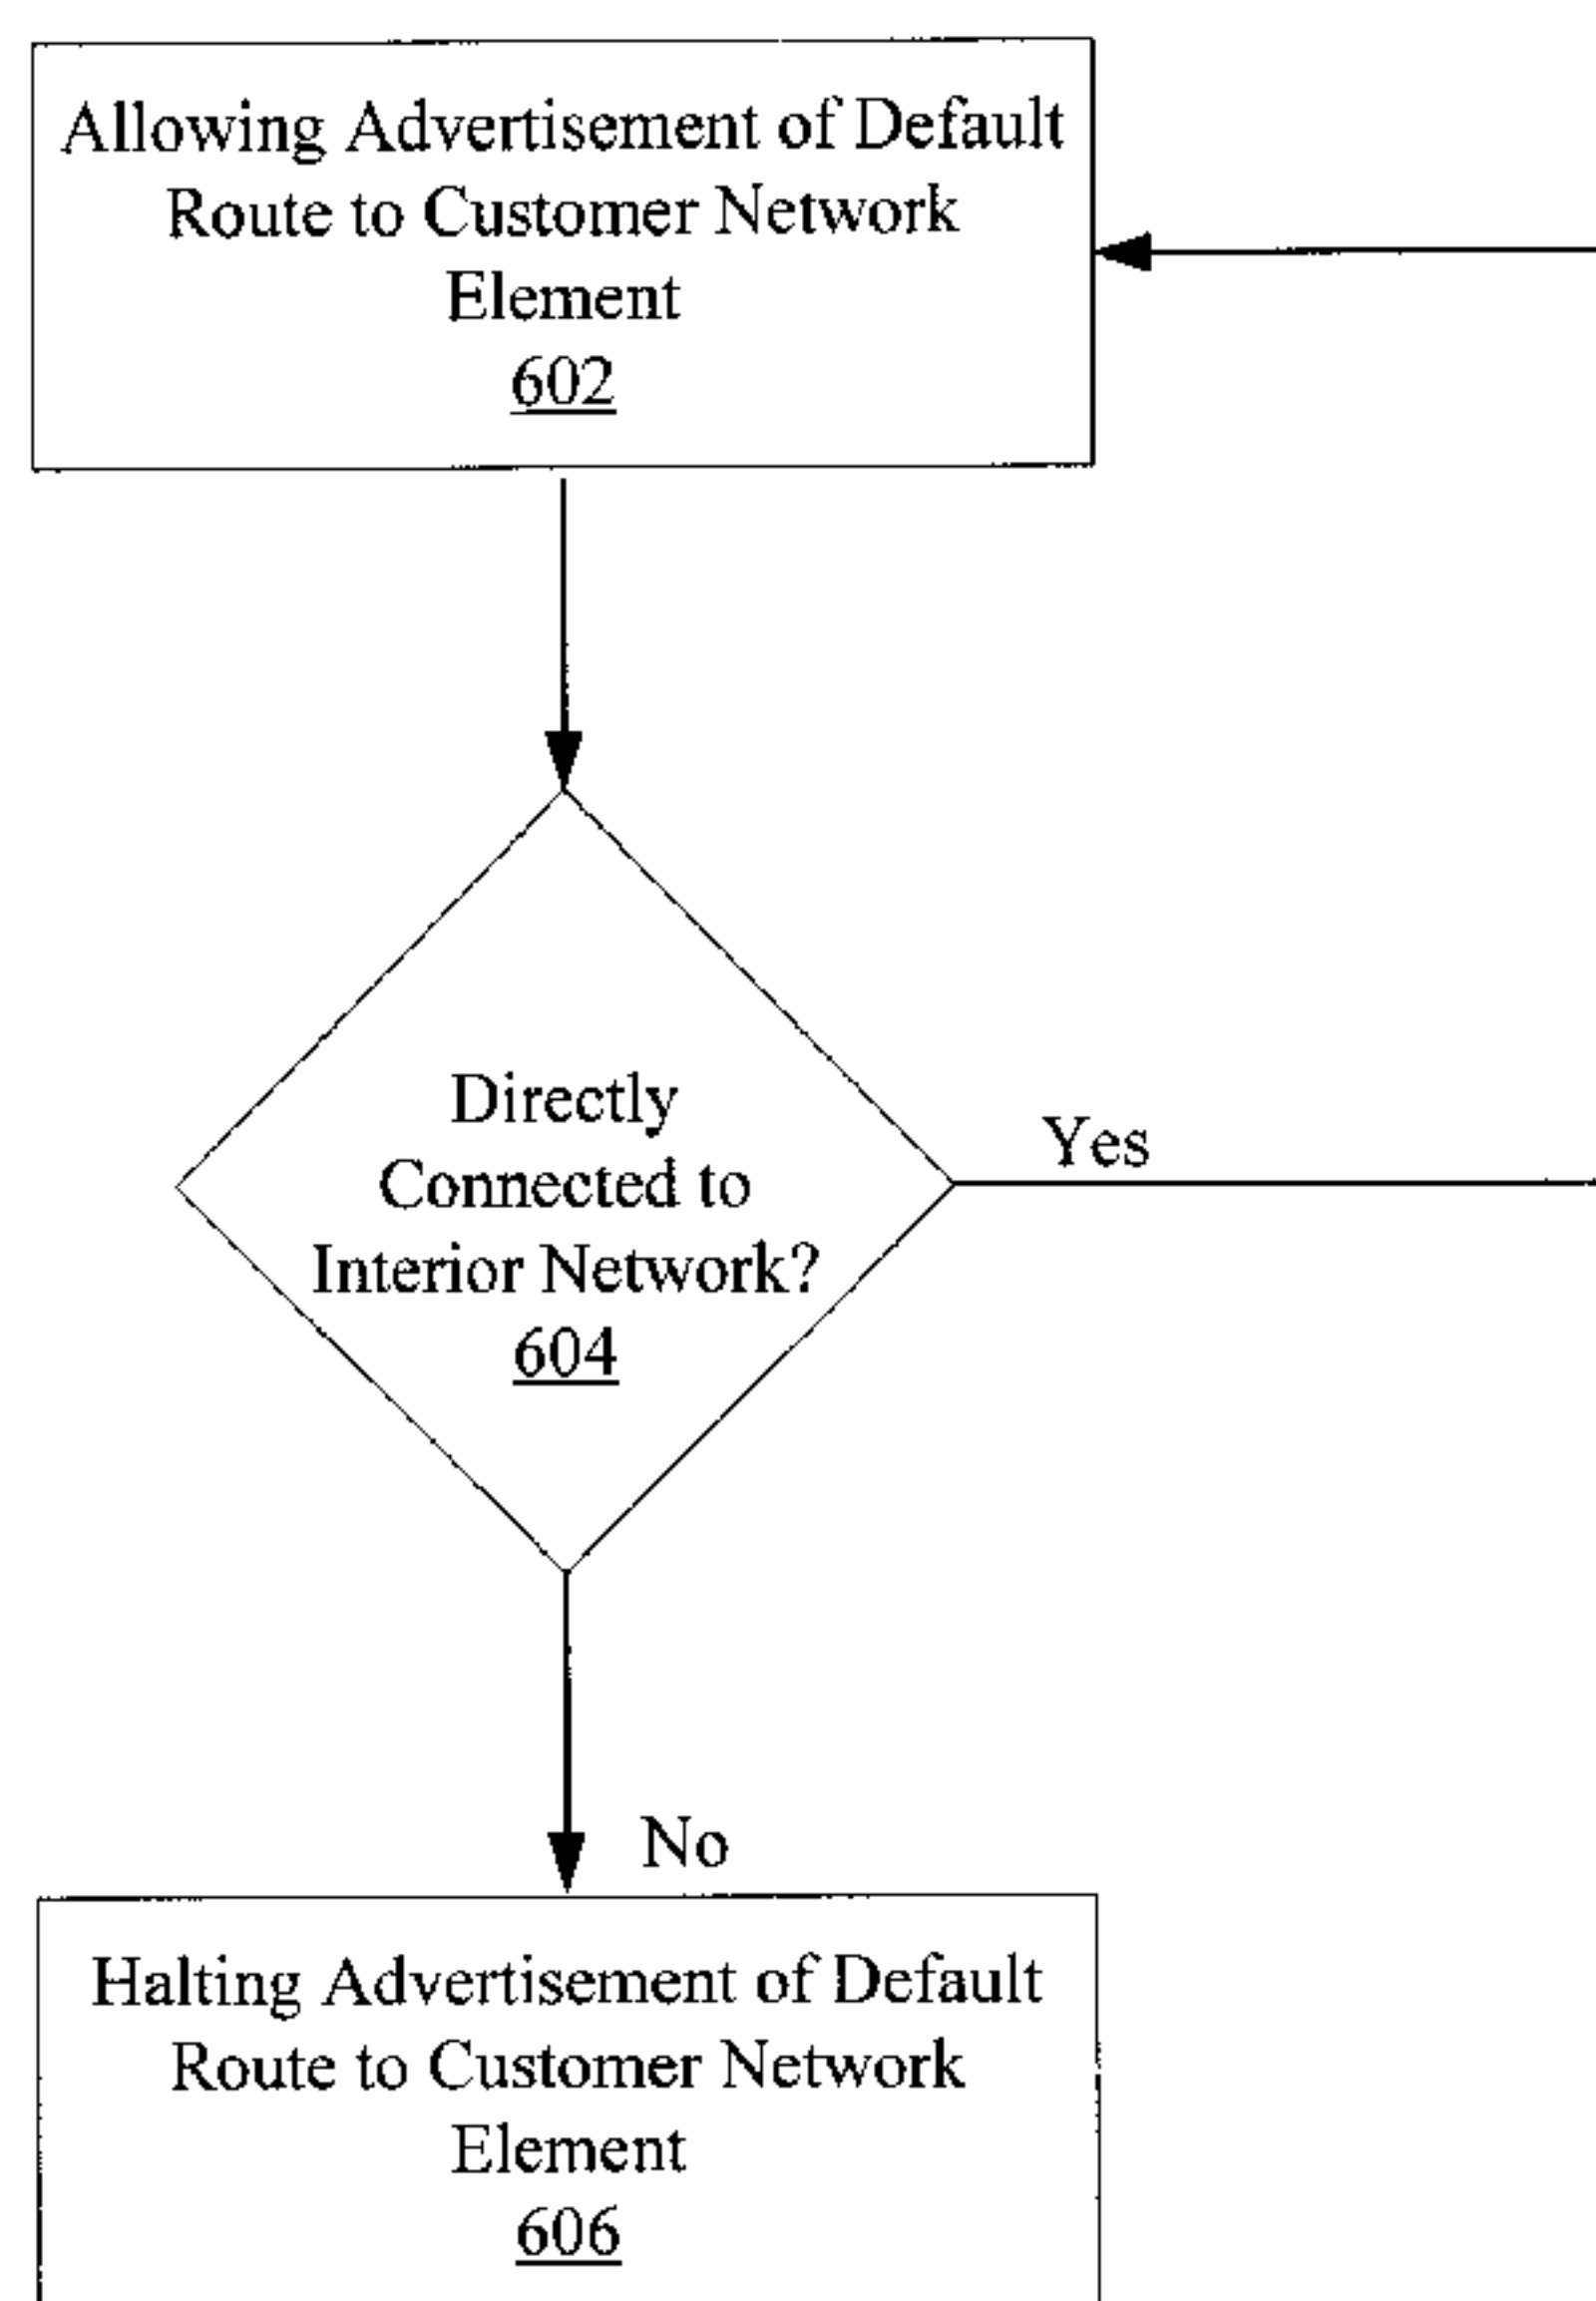 Allowing Advertisement of Default
Route to Customer Network
Element
602
Directly
Connected to
Interior Network?
604
Yes
No
Halting Advertisement of Default
Route to Customer Network
Element
606